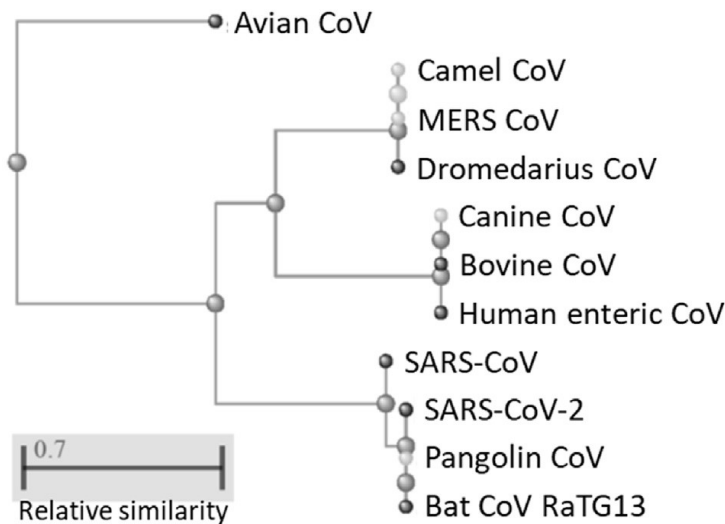 Avian CoV
Camel CoV
MERS CoV
Dromedarius CoV
Canine CoV
Bovine CoV
Human enteric CoV
SARS-CoV
SARS-CoV-2
Pangolin CoV
Bat CoV RaTG13
0.7
Relative similarity